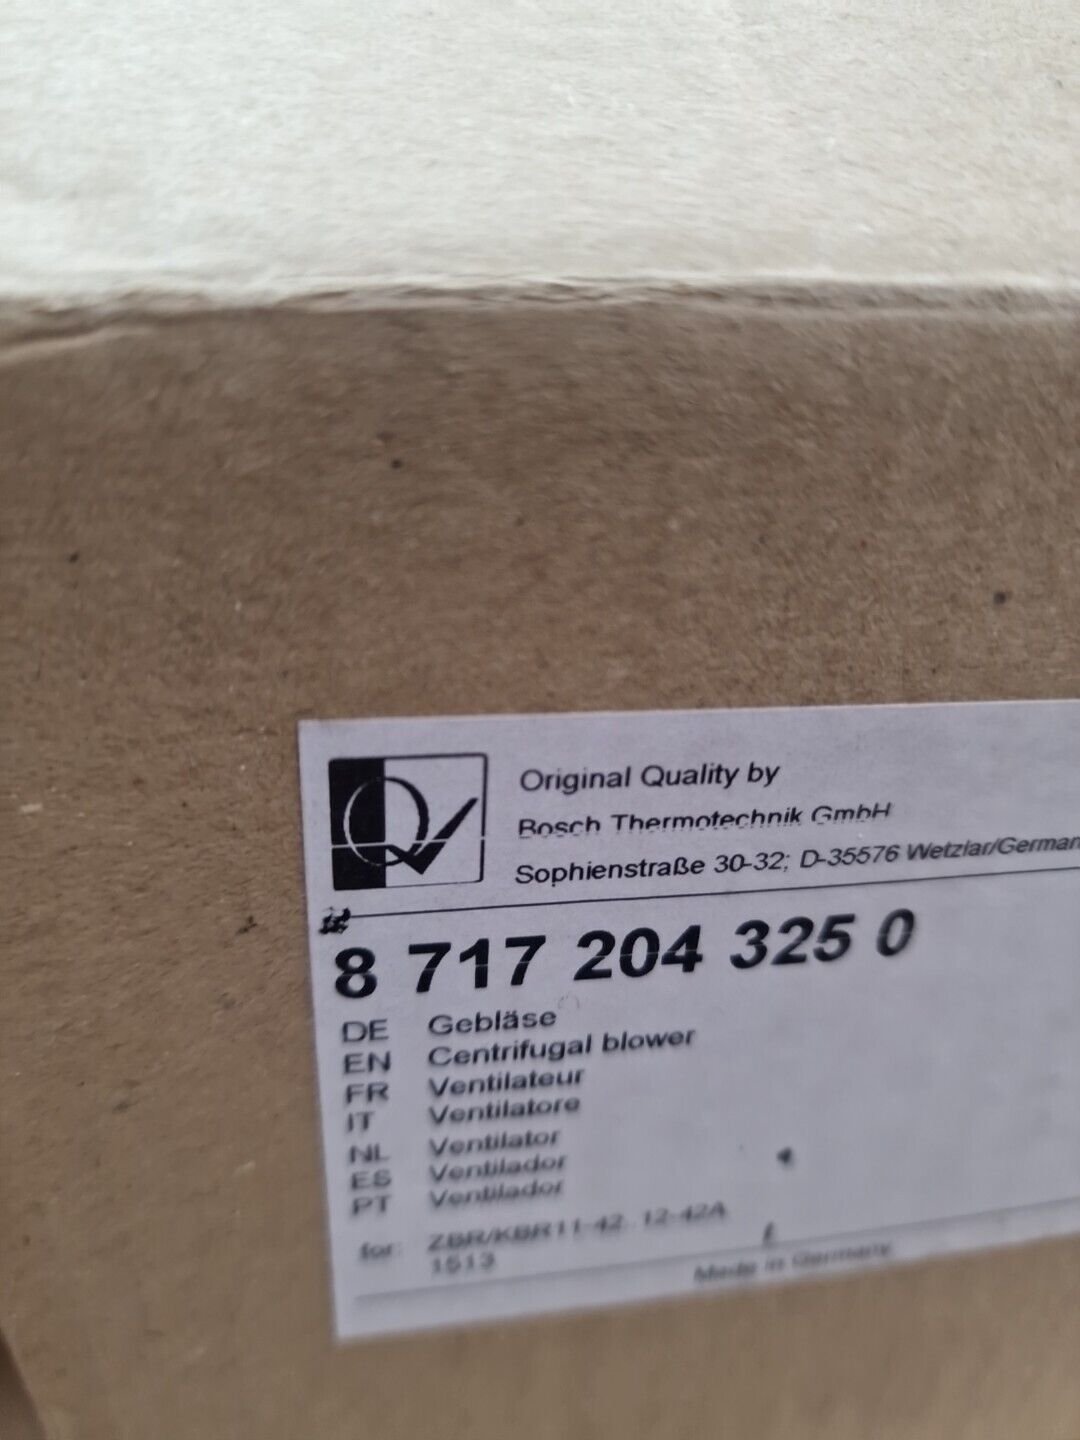 Original Quality by
Bosch Thermotechnik GmbH
Sophienstraße 30-32; D-35576 Wetzlar/German
8 717 204 325 0
DE Gebläse
EN Centrifugal blower
FR Ventilateur
IT Ventilatore
NL Ventilator
ES Ventilador
PT Ventilador
for: ZBR/KBR11-42, 12-42A
1513
Made in Germany